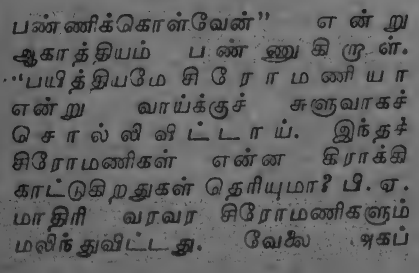 பண்ணிக்கொள்வேன்” என்று
ஆகாத்தியம் பண்ணுகிறாள்.
“பயித்தியமே சிரோமணியா
என்று வாய்க்குச் சுளுவாகச்
சொல்லிவிட்டாய். இந்தச்
சிரோமணிகள் என்ன கிராக்கி
காட்டுகிறதுகள் தெரியுமா? பி. ஏ.
மாதிரி வரவர சிரோமணிகளும்
மலிந்துவிட்டது. வேலை அகப்